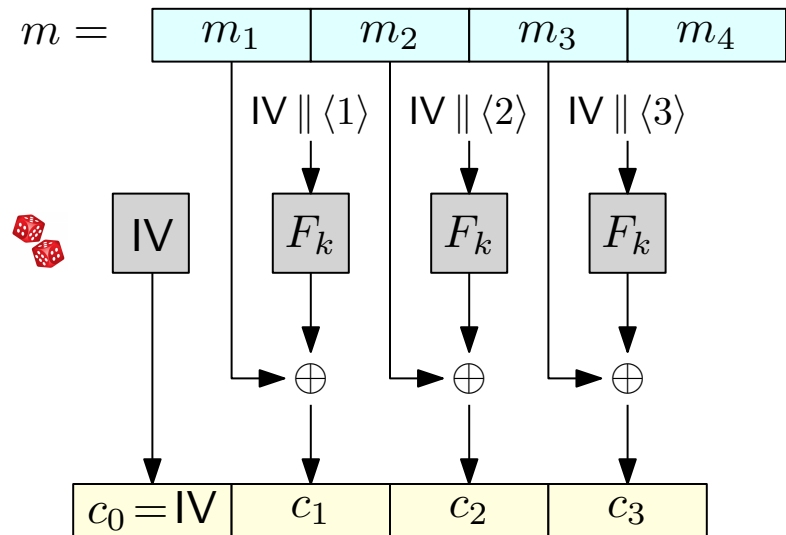 m = m₁ m₂ m₃ m₄
IV ∥ ⟨1⟩ IV ∥ ⟨2⟩ IV ∥ ⟨3⟩
IV Fₖ Fₖ Fₖ
c₀ = IV c₁ c₂ c₃